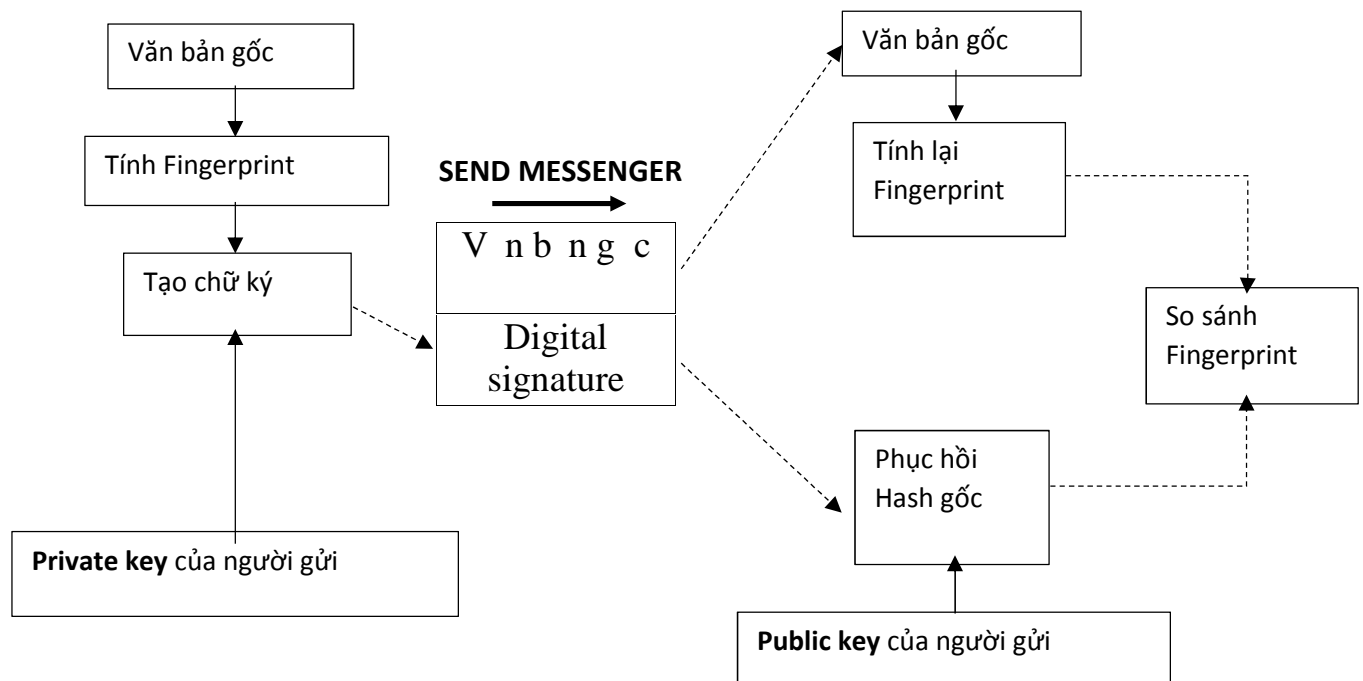 Văn bản gốc
Tính Fingerprint
Tạo chữ ký
Private key của người gửi
SEND MESSENGER
V n b n g c
Digital
signature
Văn bản gốc
Tính lại
Fingerprint
So sánh
Fingerprint
Phục hồi
Hash gốc
Public key của người gửi